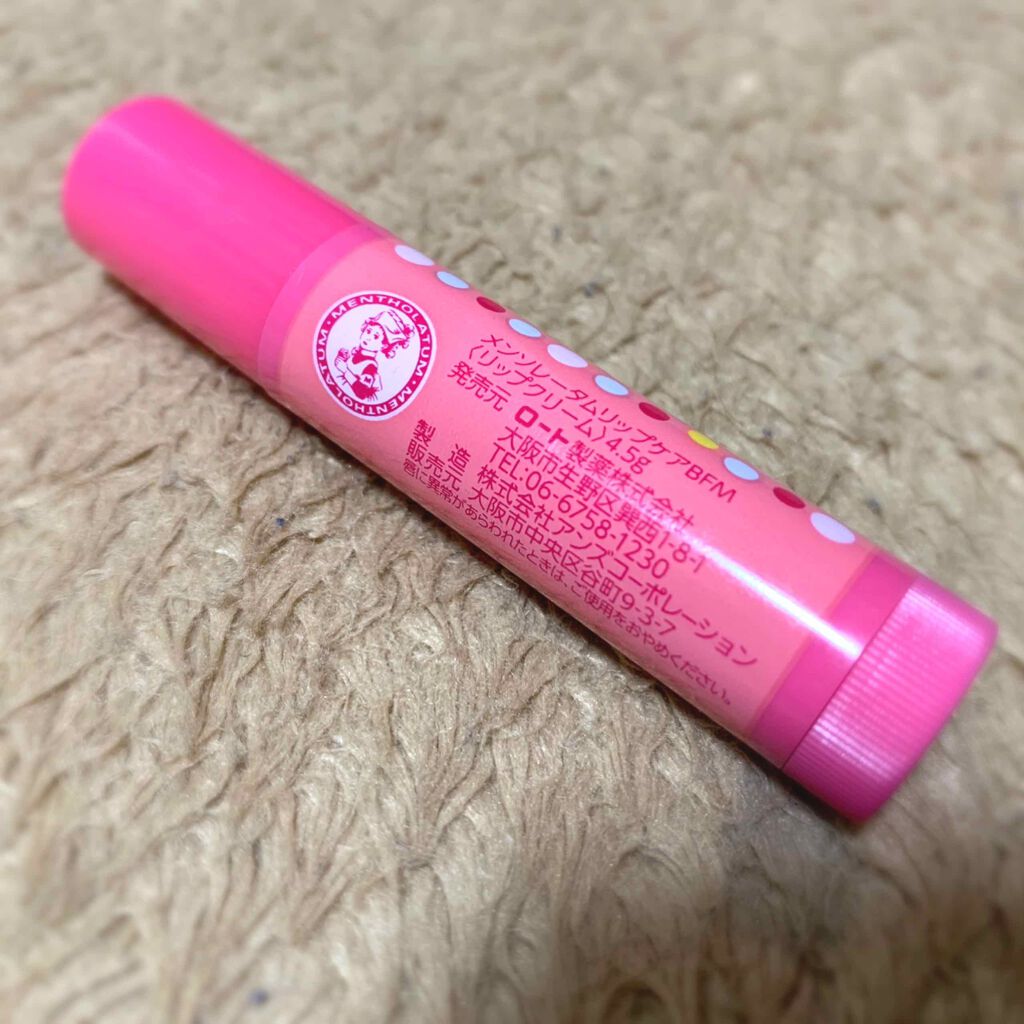 MENTHOLATUM・MENTHOLATUM・
メンソレータムリップケアBFM
〈リップクリーム〉4.5g
発売元 ロート製薬株式会社
大阪市生野区巽西1-8-1
TEL:06-6758-1230
製造販売元 株式会社アンズコーポレーション
大阪市中央区谷町9-3-7
唇に異常があらわれたときは、ご使用をおやめください。